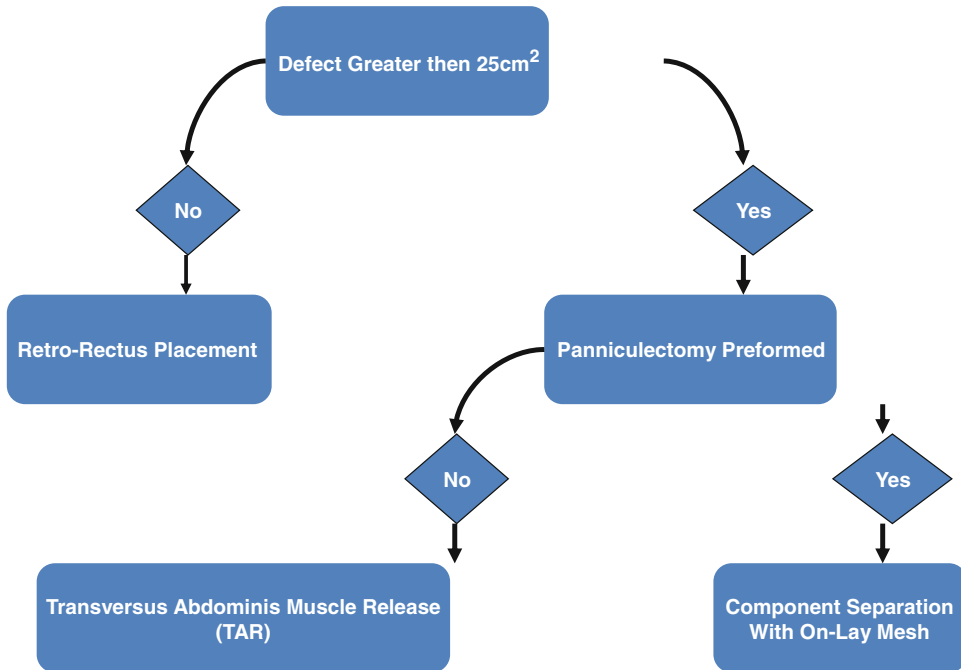 Defect Greater then 25cm²
No
Yes
Retro-Rectus Placement
Panniculectomy Preformed
No
Yes
Transversus Abdominis Muscle Release
(TAR)
Component Separation
With On-Lay Mesh